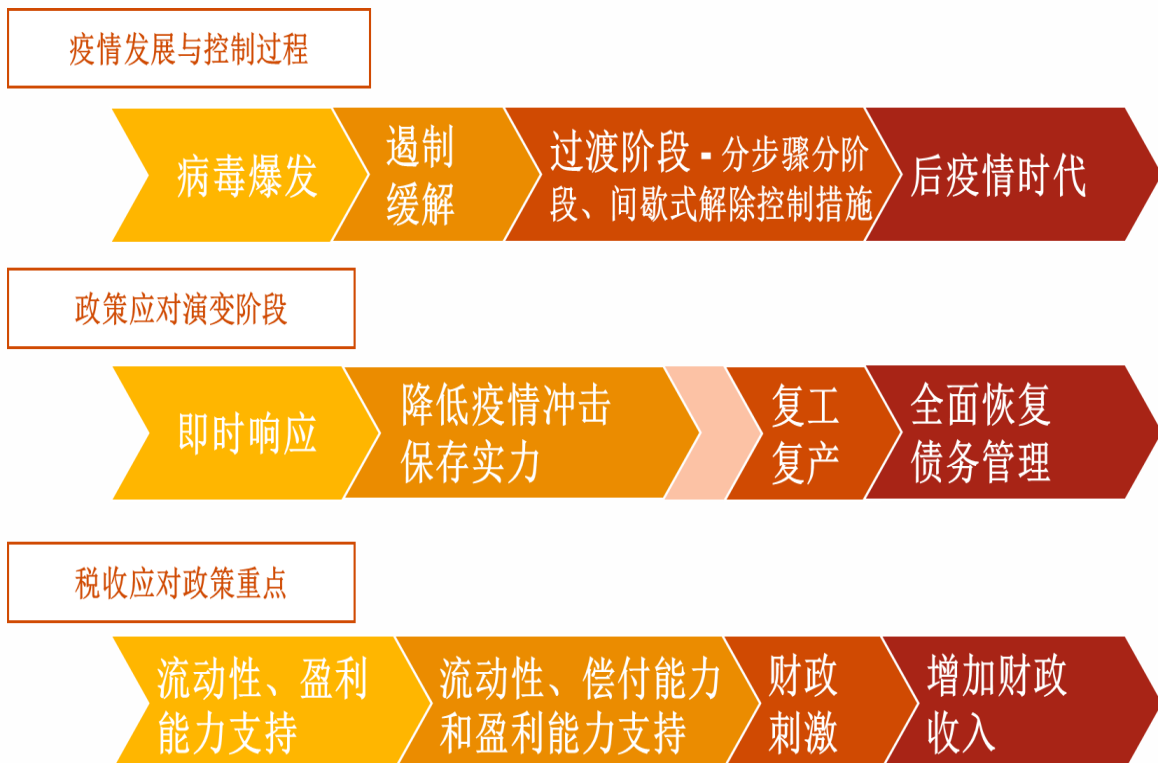 疫情发展与控制过程
病毒爆发
遏制
缓解
过渡阶段 - 分步骤分阶
段、间歇式解除控制措施
后疫情时代
政策应对演变阶段
即时响应
降低疫情冲击
保存实力
复工
复产
全面恢复
债务管理
税收应对政策重点
流动性、盈利
能力支持
流动性、偿付能力
和盈利能力支持
财政
刺激
增加财政
收入